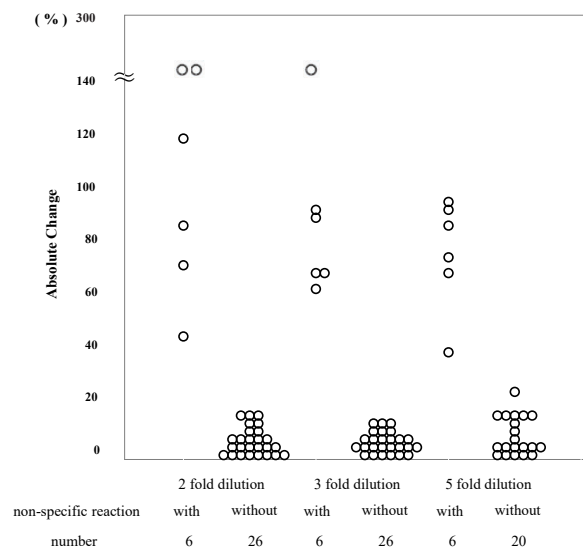 ( % )
300
140
120
100
80
60
40
20
0
Absolute Change
2 fold dilution 3 fold dilution 5 fold dilution
non-specific reaction with without with without with without
number 6 26 6 26 6 20